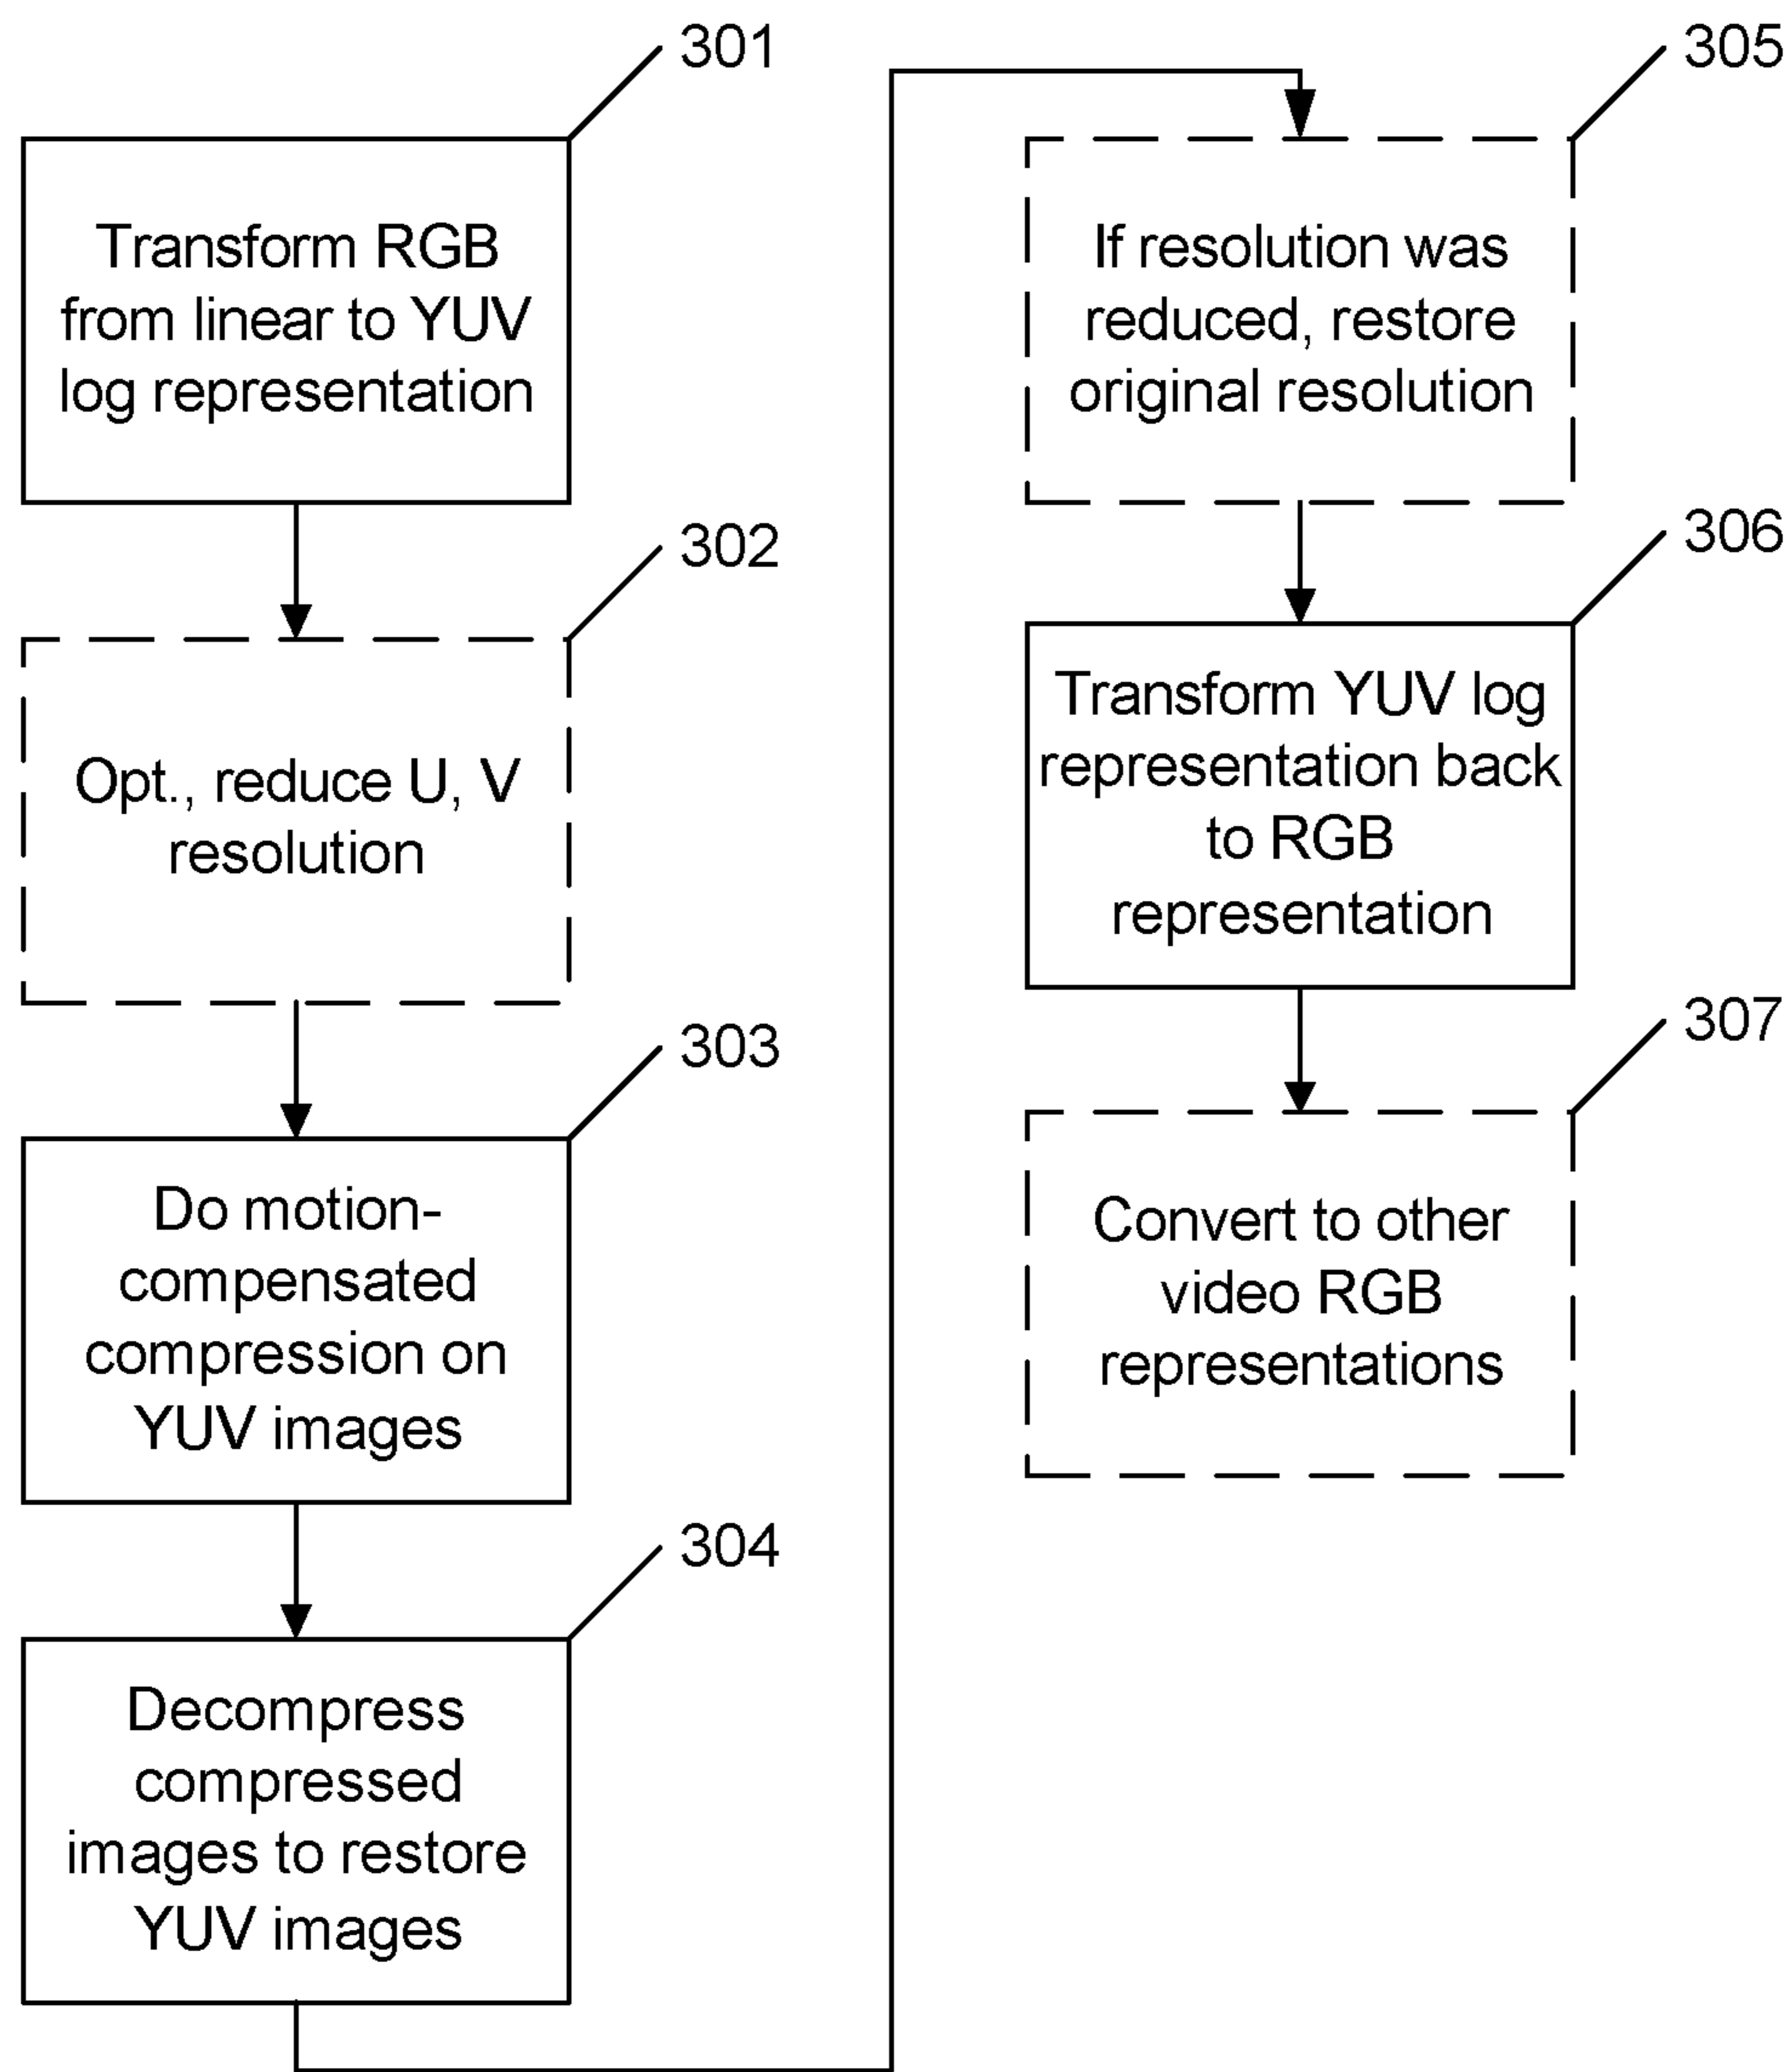 301
Transform RGB
from linear to YUV
log representation
302
Opt., reduce U, V
resolution
303
Do motion-
compensated
compression on
YUV images
304
Decompress
compressed
images to restore
YUV images
305
If resolution was
reduced, restore
original resolution
306
Transform YUV log
representation back
to RGB
representation
307
Convert to other
video RGB
representations